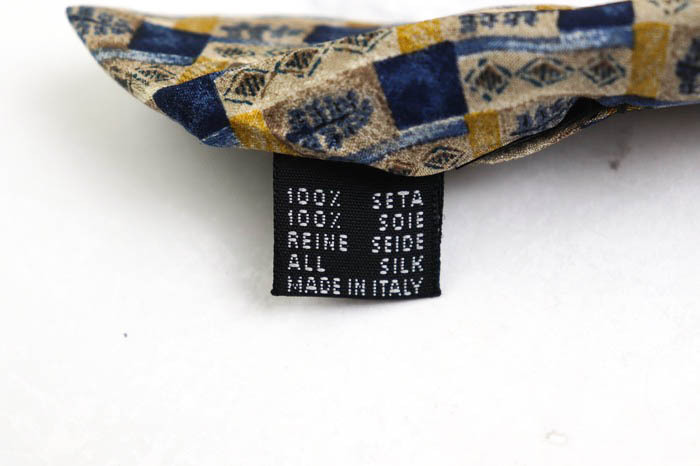 100% SETA
100% SOIE
REINE SEIDE
ALL SILK
MADE IN ITALY